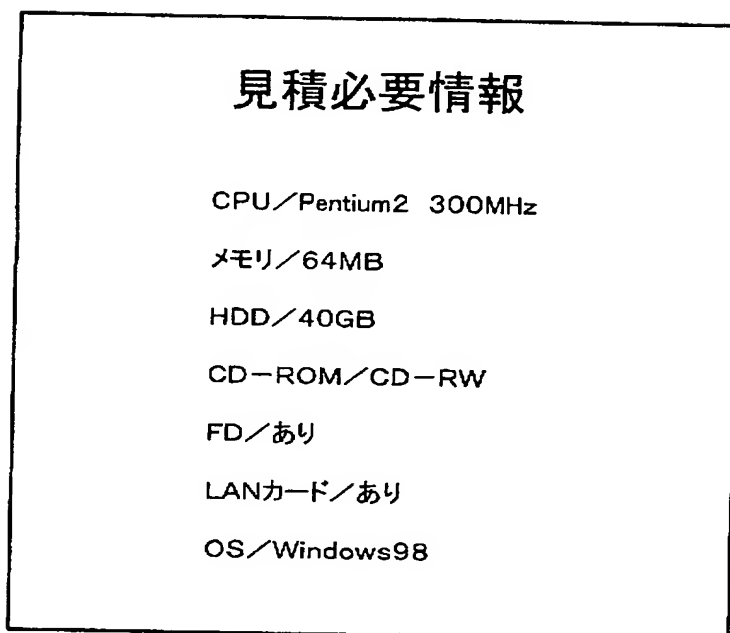 見積必要情報
CPU／Pentium2 300MHz
メモリ／64MB
HDD／40GB
CD－ROM／CD－RW
FD／あり
LANカード／あり
OS／Windows98